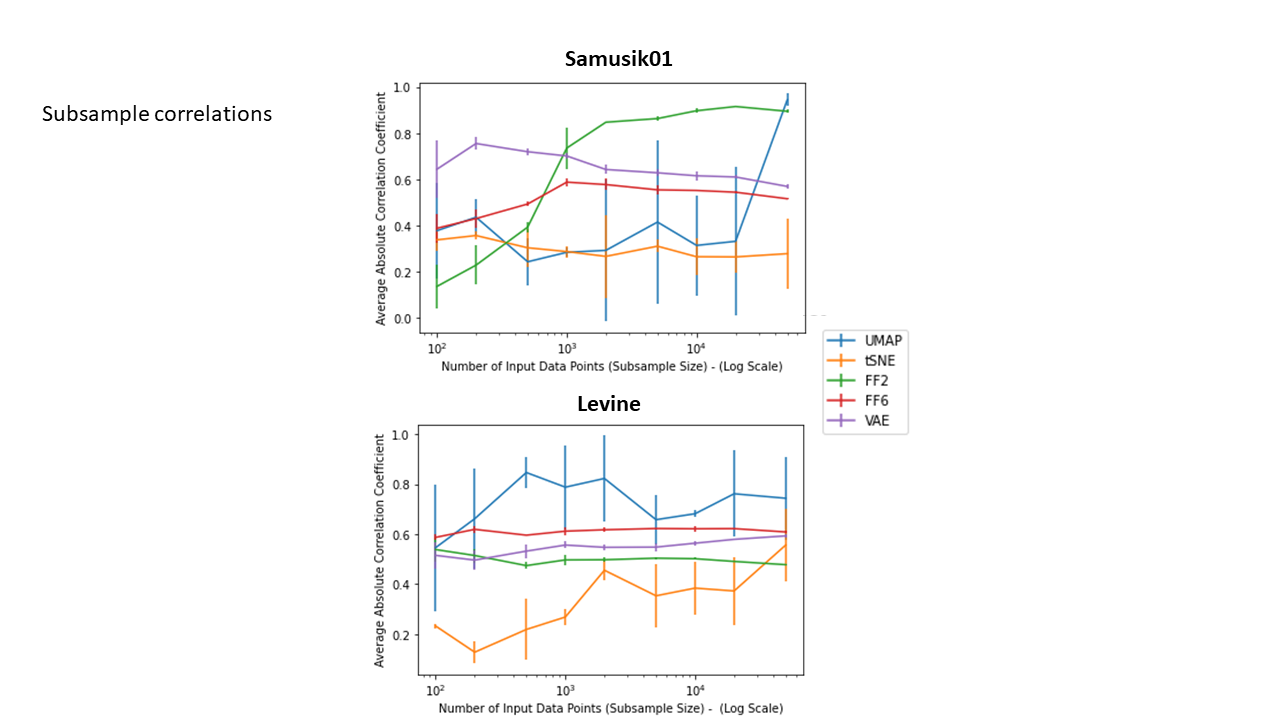 Samusik01
Subsample correlations
1.0
0.8
0.6
0.4
0.2
0.0
Average Absolute Correlation Coefficient
10²
10³
10⁴
Number of Input Data Points (Subsample Size) - (Log Scale)
UMAP
tSNE
FF2
FF6
VAE
Levine
1.0
0.8
0.6
0.4
0.2
Average Absolute Correlation Coefficient
10²
10³
10⁴
Number of Input Data Points (Subsample Size) - (Log Scale)